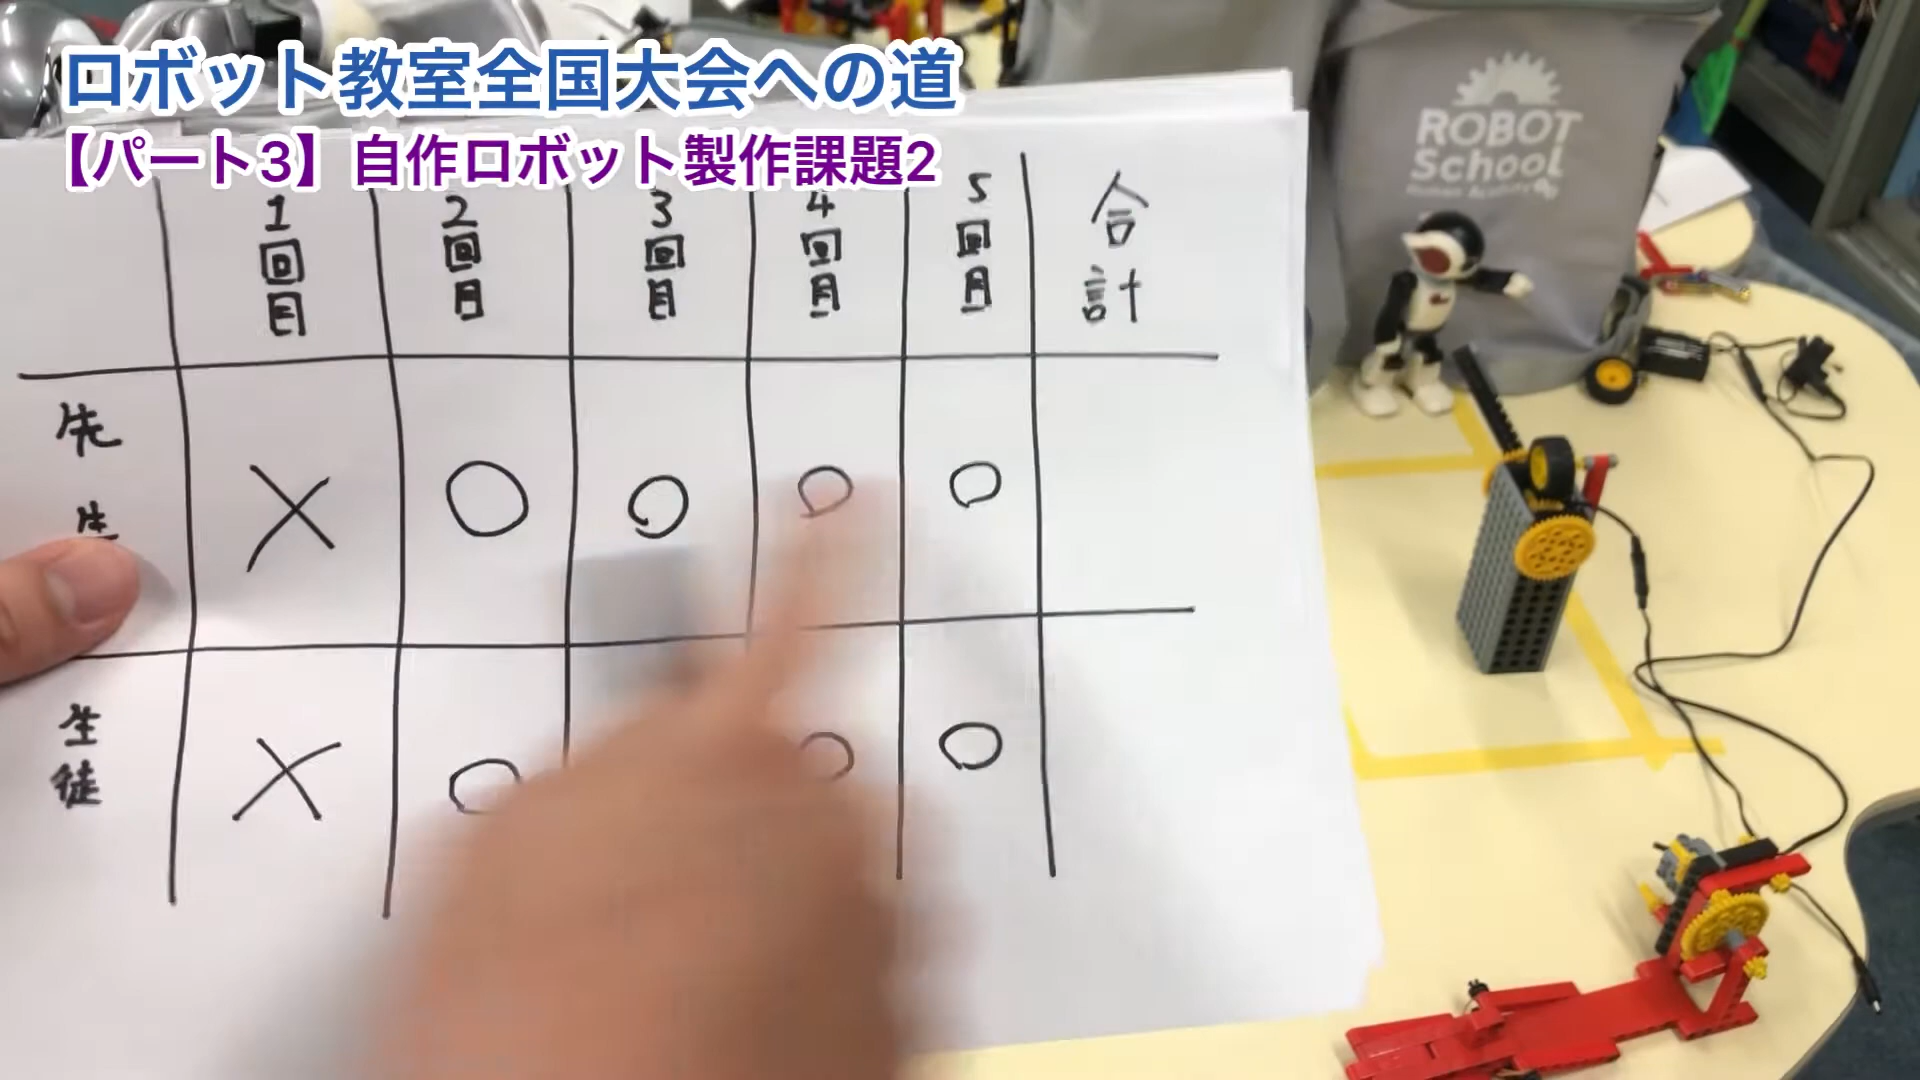 ロボット教室全国大会への道
【パート3】自作ロボット製作課題2
1回目 2回目 3回目 4回目 5回目 合計
先生 × ○ ○ ○ ○
生徒 × ○ ○ ○
ROBOT
School
Human Academy